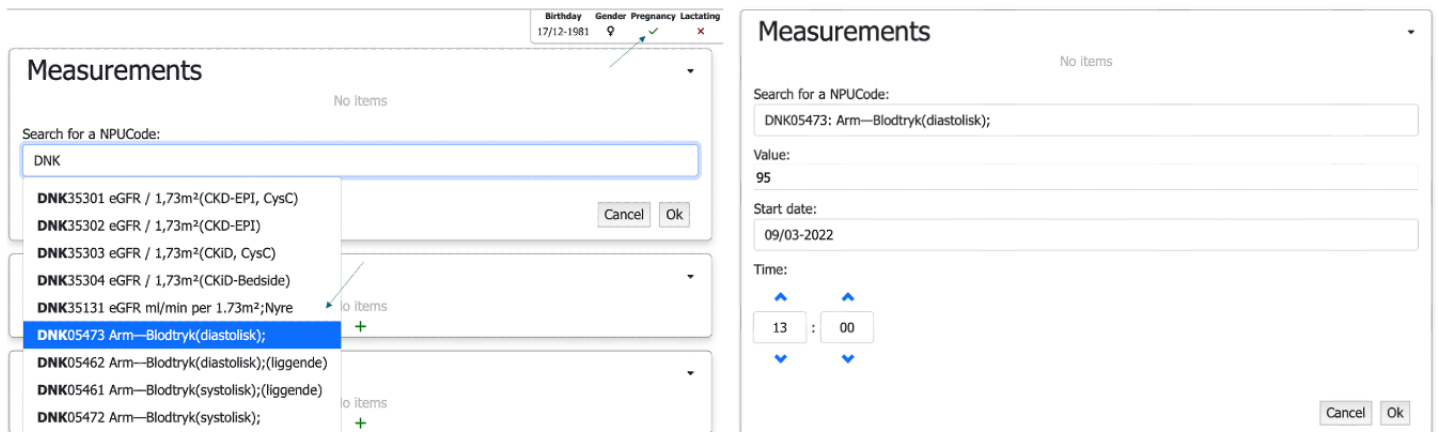 Birthday Gender Pregnancy Lactating
17/12-1981
Measurements
No items
Search for a NPUCode:
DNK
DNK35301 eGFR / 1,73m²(CKD-EPI, CysC)
DNK35302 eGFR / 1,73m²(CKD-EPI)
DNK35303 eGFR / 1,73m²(CKiD, CysC)
DNK35304 eGFR / 1,73m²(CKiD-Bedside)
DNK35131 eGFR ml/min per 1.73m²;Nyre
DNK05473 Arm—Blodtryk(diastolisk);
DNK05462 Arm—Blodtryk(diastolisk);(liggende)
DNK05461 Arm—Blodtryk(systolisk);(liggende)
DNK05472 Arm—Blodtryk(systolisk);
Cancel Ok
lo items
lo items
Measurements
No items
Search for a NPUCode:
DNK05473: Arm—Blodtryk(diastolisk);
Value:
95
Start date:
09/03-2022
Time:
13 : 00
Cancel Ok